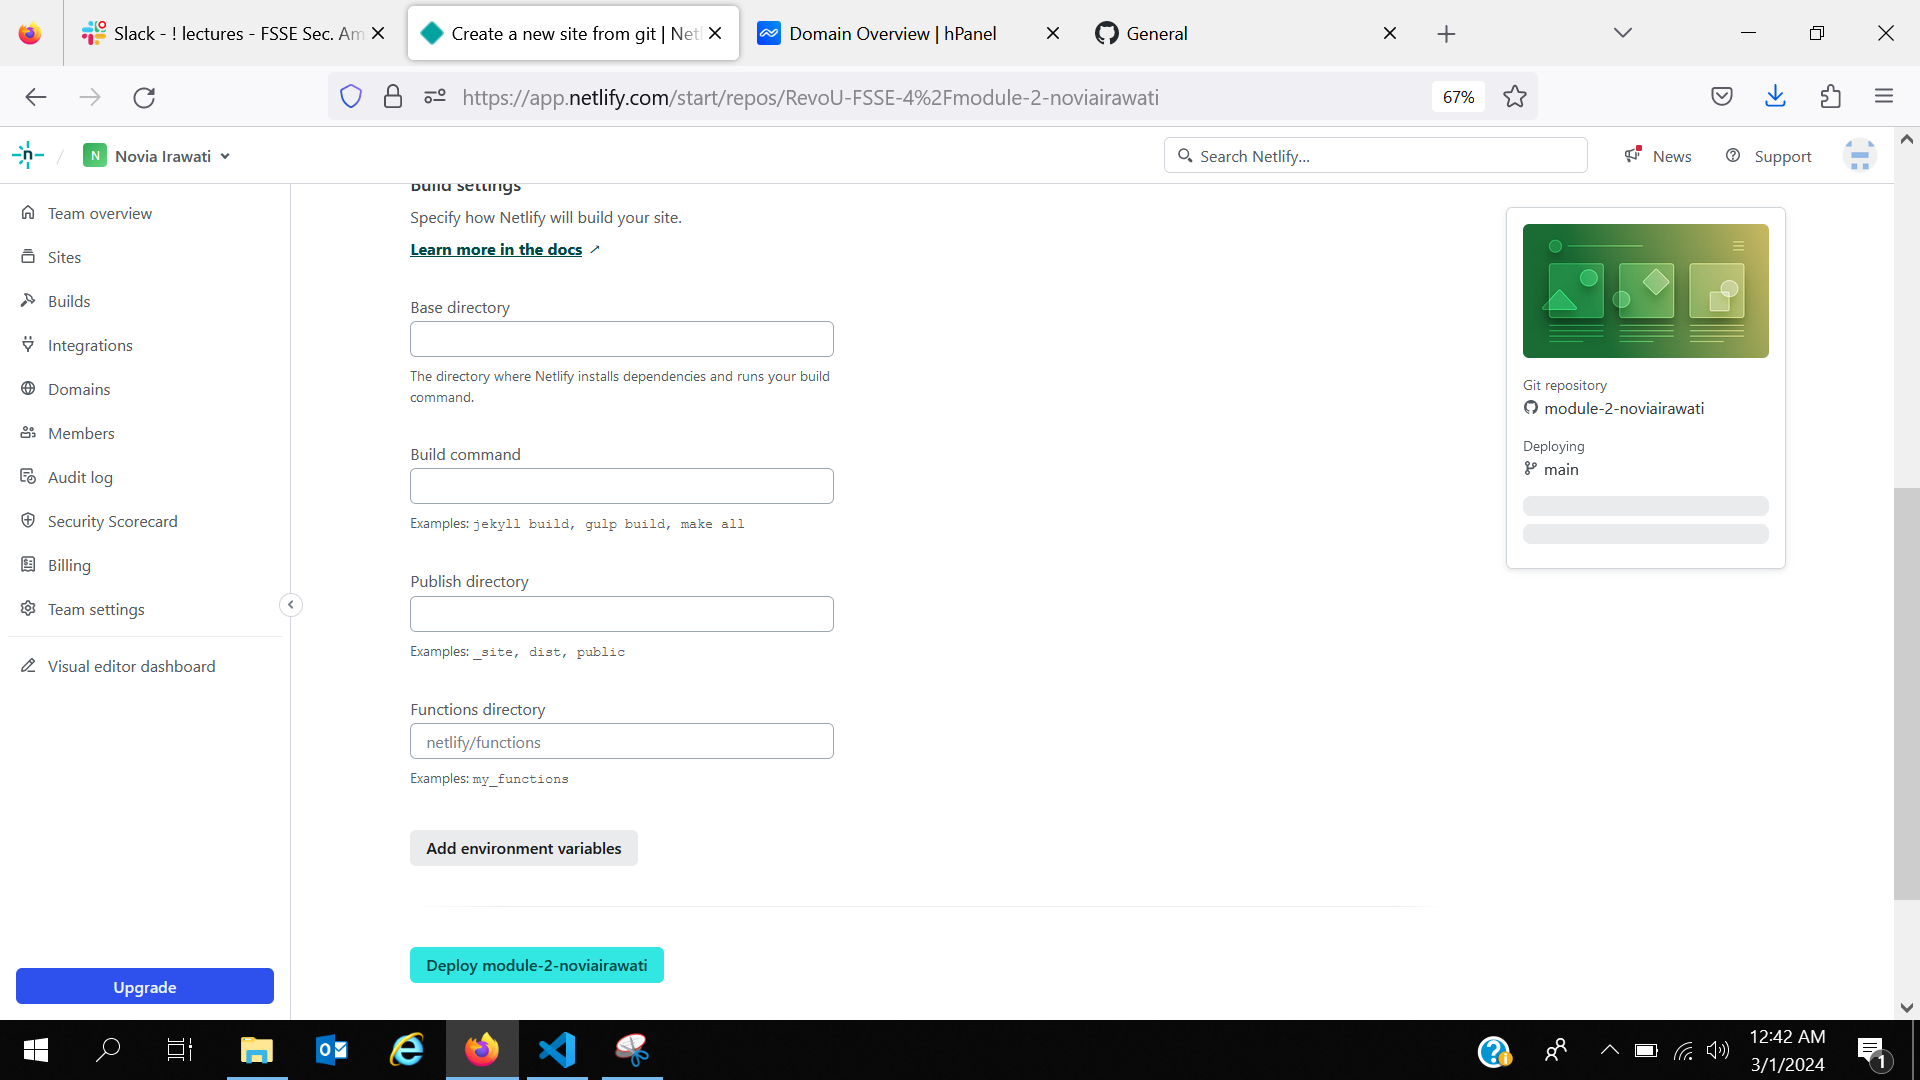 Slack - ! lectures - FSSE Sec. Am
Create a new site from git | Netl
Domain Overview | hPanel
General
https://app.netlify.com/start/repos/RevoU-FSSE-4%2Fmodule-2-noviairawati
67%
N
Novia Irawati
Search Netlify...
News
Support
Team overview
Sites
Builds
Integrations
Domains
Members
Audit log
Security Scorecard
Billing
Team settings
Visual editor dashboard
Upgrade
Build settings
Specify how Netlify will build your site.
Learn more in the docs
Base directory
The directory where Netlify installs dependencies and runs your build
command.
Build command
Examples: jekyll build, gulp build, make all
Publish directory
Examples: _site, dist, public
Functions directory
netlify/functions
Examples: my_functions
Add environment variables
Deploy module-2-noviairawati
Git repository
module-2-noviairawati
Deploying
main
12:42 AM
3/1/2024
1